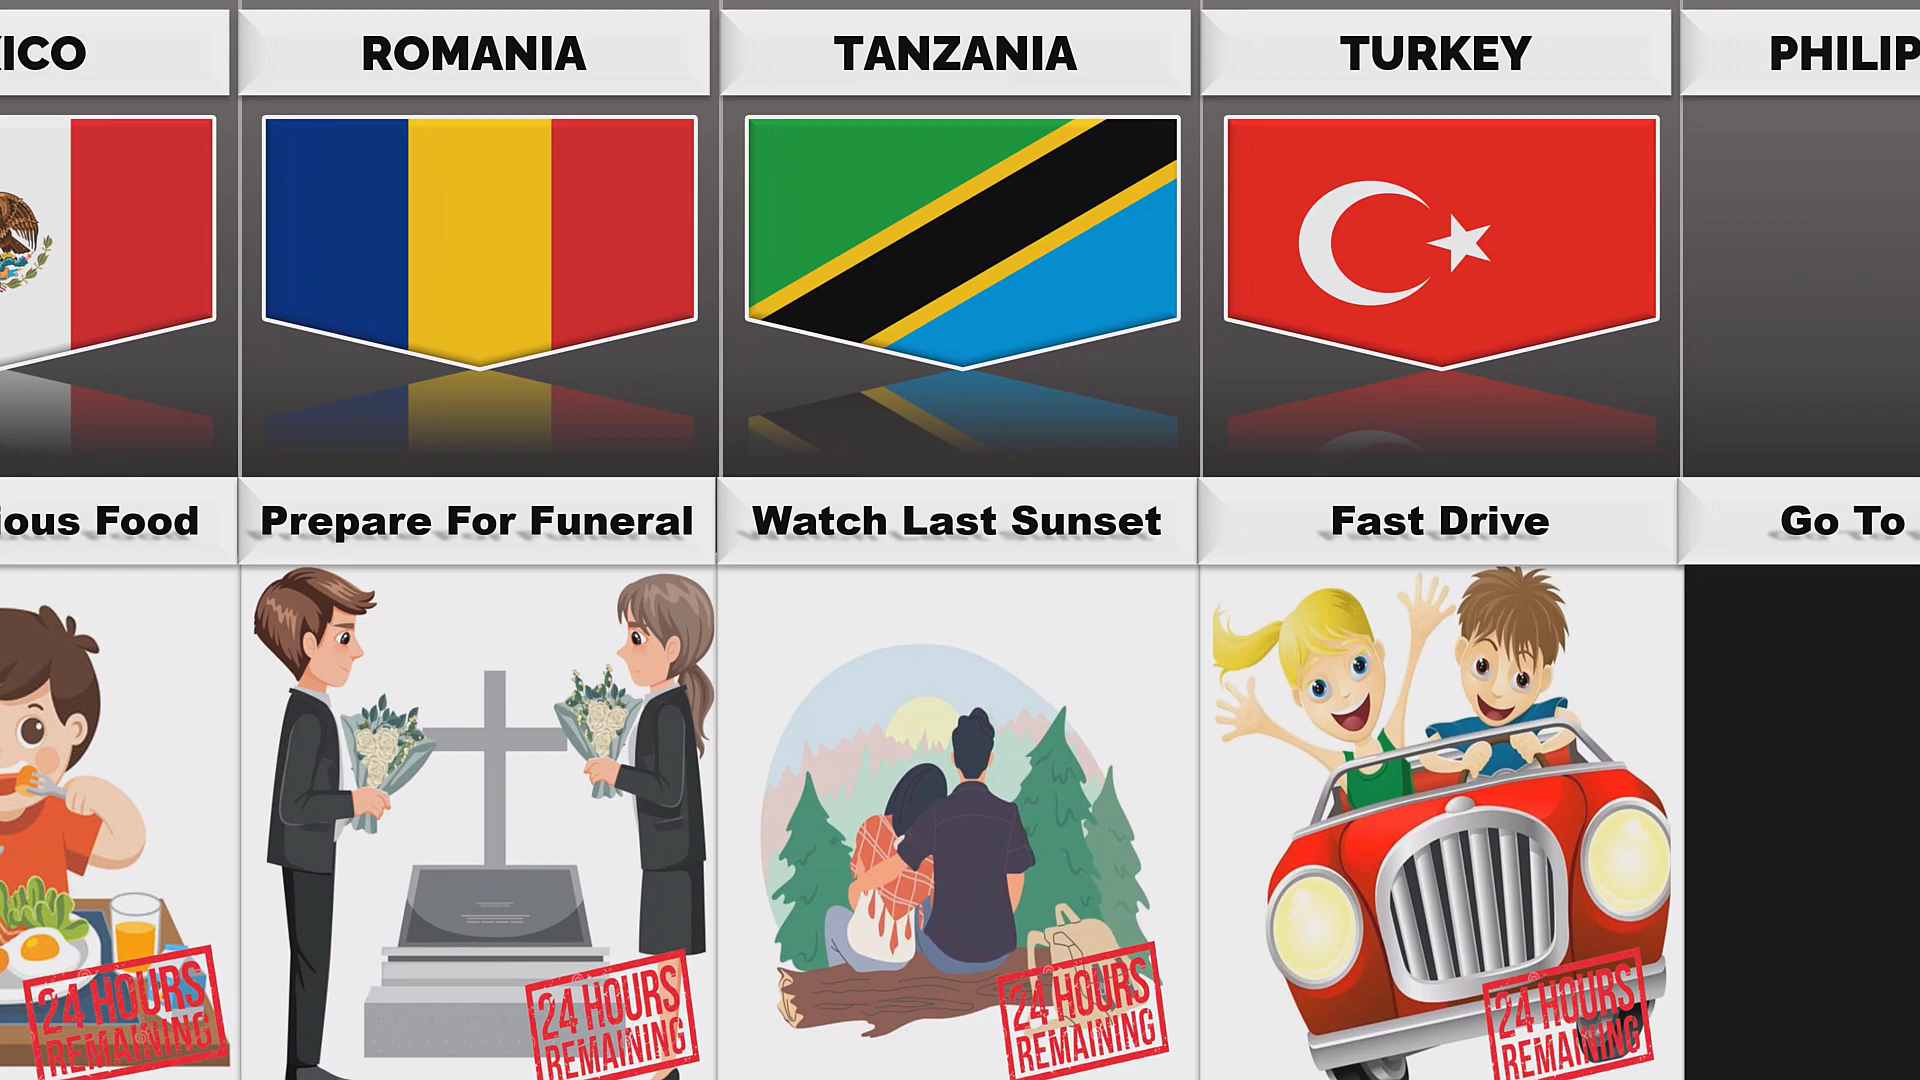 ICO
ROMANIA
TANZANIA
TURKEY
PHILIP
ious Food
Prepare For Funeral
Watch Last Sunset
Fast Drive
Go To
24 HOURS
REMAINING
24 HOURS
REMAINING
24 HOURS
REMAINING
24 HOURS
REMAINING